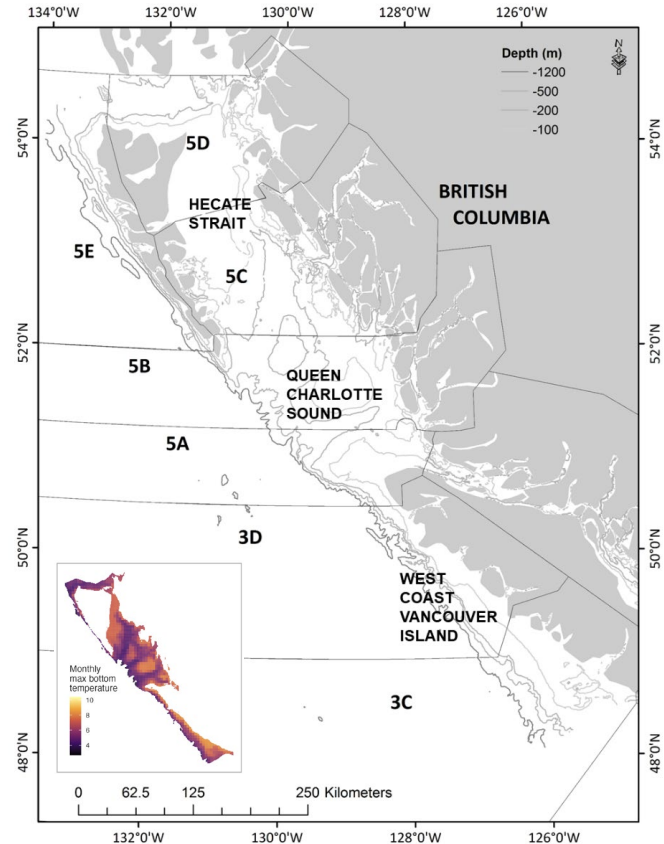 134°0'W
132°0'W
130°0'W
128°0'W
126°0'W
Depth (m)
-1200
-500
-200
-100
N
54°0'N
54°0'N
5D
HECATE
STRAIT
BRITISH
COLUMBIA
5E
5C
52°0'N
52°0'N
5B
QUEEN
CHARLOTTE
SOUND
5A
3D
50°0'N
50°0'N
WEST
COAST
VANCOUVER
ISLAND
Monthly
max bottom
temperature
10
8
6
4
3C
48°0'N
48°0'N
0
62.5
125
250 Kilometers
132°0'W
130°0'W
128°0'W
126°0'W